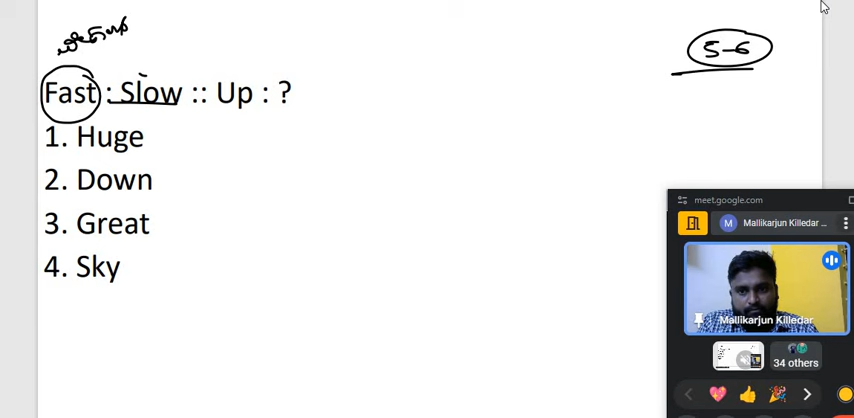 5-6
Fast : Slow :: Up : ?
1. Huge
2. Down
3. Great
4. Sky
meet.google.com
M Mallikarjun Killedar ...
Mallikarjun Killedar
34 others